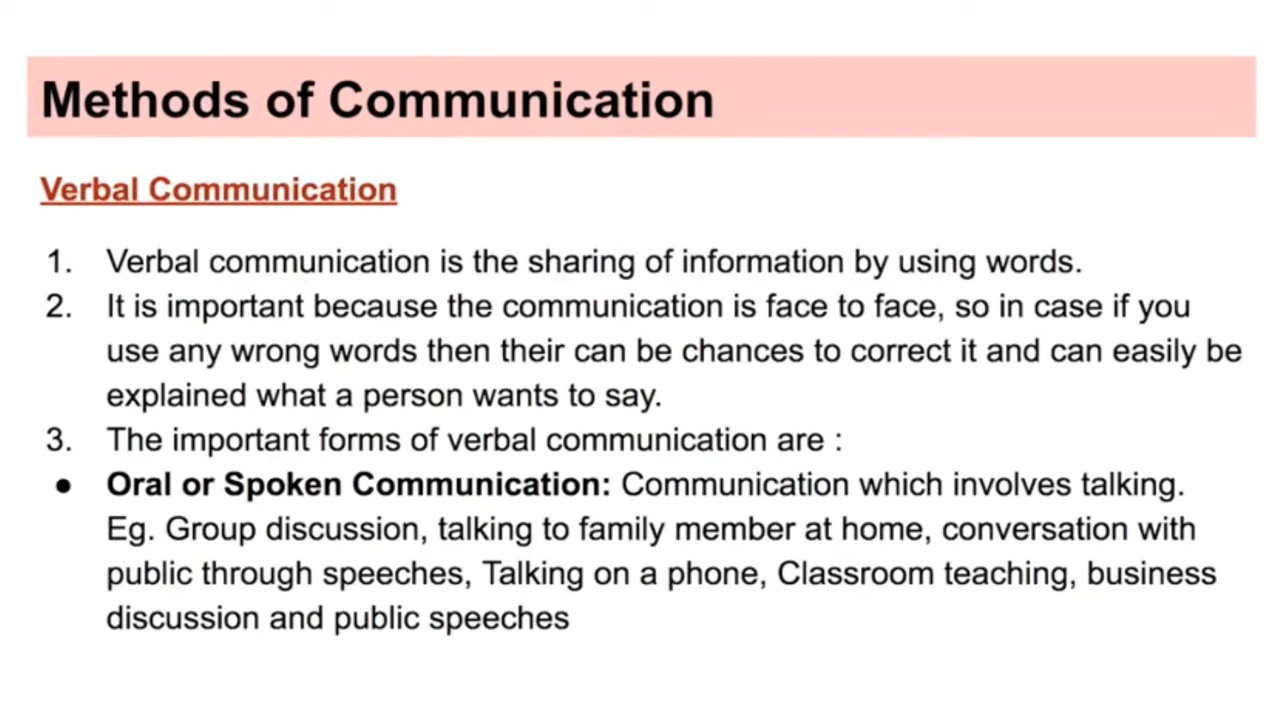 Methods of Communication
Verbal Communication
1. Verbal communication is the sharing of information by using words.
2. It is important because the communication is face to face, so in case if you
use any wrong words then their can be chances to correct it and can easily be
explained what a person wants to say.
3. The important forms of verbal communication are :
● Oral or Spoken Communication: Communication which involves talking.
Eg. Group discussion, talking to family member at home, conversation with
public through speeches, Talking on a phone, Classroom teaching, business
discussion and public speeches